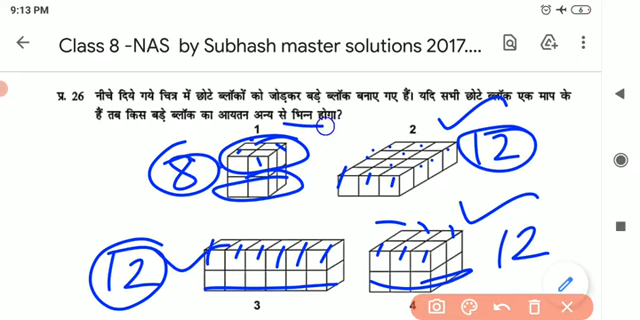 9:13 PM
6
Class 8 -NAS by Subhash master solutions 2017....
प्र. 26 नीचे दिये गये चित्र में छोटे ब्लॉकों को जोड़कर बड़े ब्लॉक बनाए गए हैं। यदि सभी छोटे ब्लॉक एक माप के
हैं तब किस बड़े ब्लॉक का आयतन अन्य से भिन्न होगा?
1
2
8
12
12
12
3
4